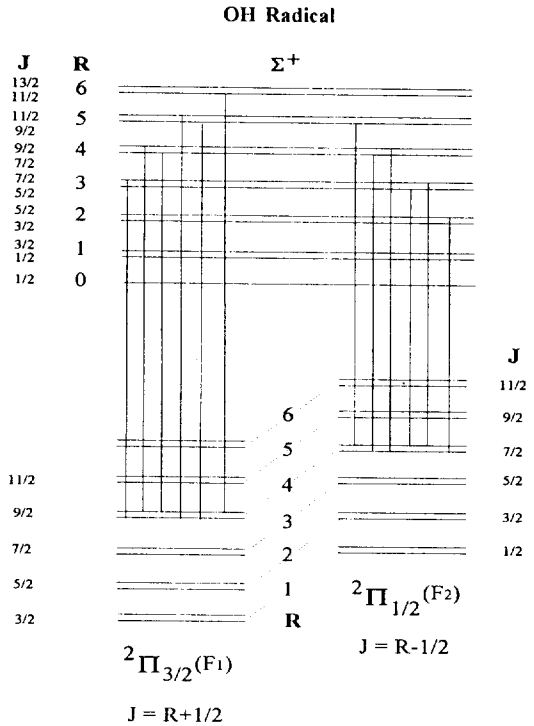 OH Radical
J R Σ⁺
13/2 6
11/2
11/2 5
9/2
9/2 4
7/2
7/2 3
5/2
5/2 2
3/2
3/2 1
1/2
1/2 0
J
11/2
6 9/2
5 7/2
11/2 4 5/2
9/2 3 3/2
7/2 2 1/2
5/2 1
3/2 R
²Π₁/₂(F₂)
J = R-1/2
²Π₃/₂(F₁)
J = R+1/2